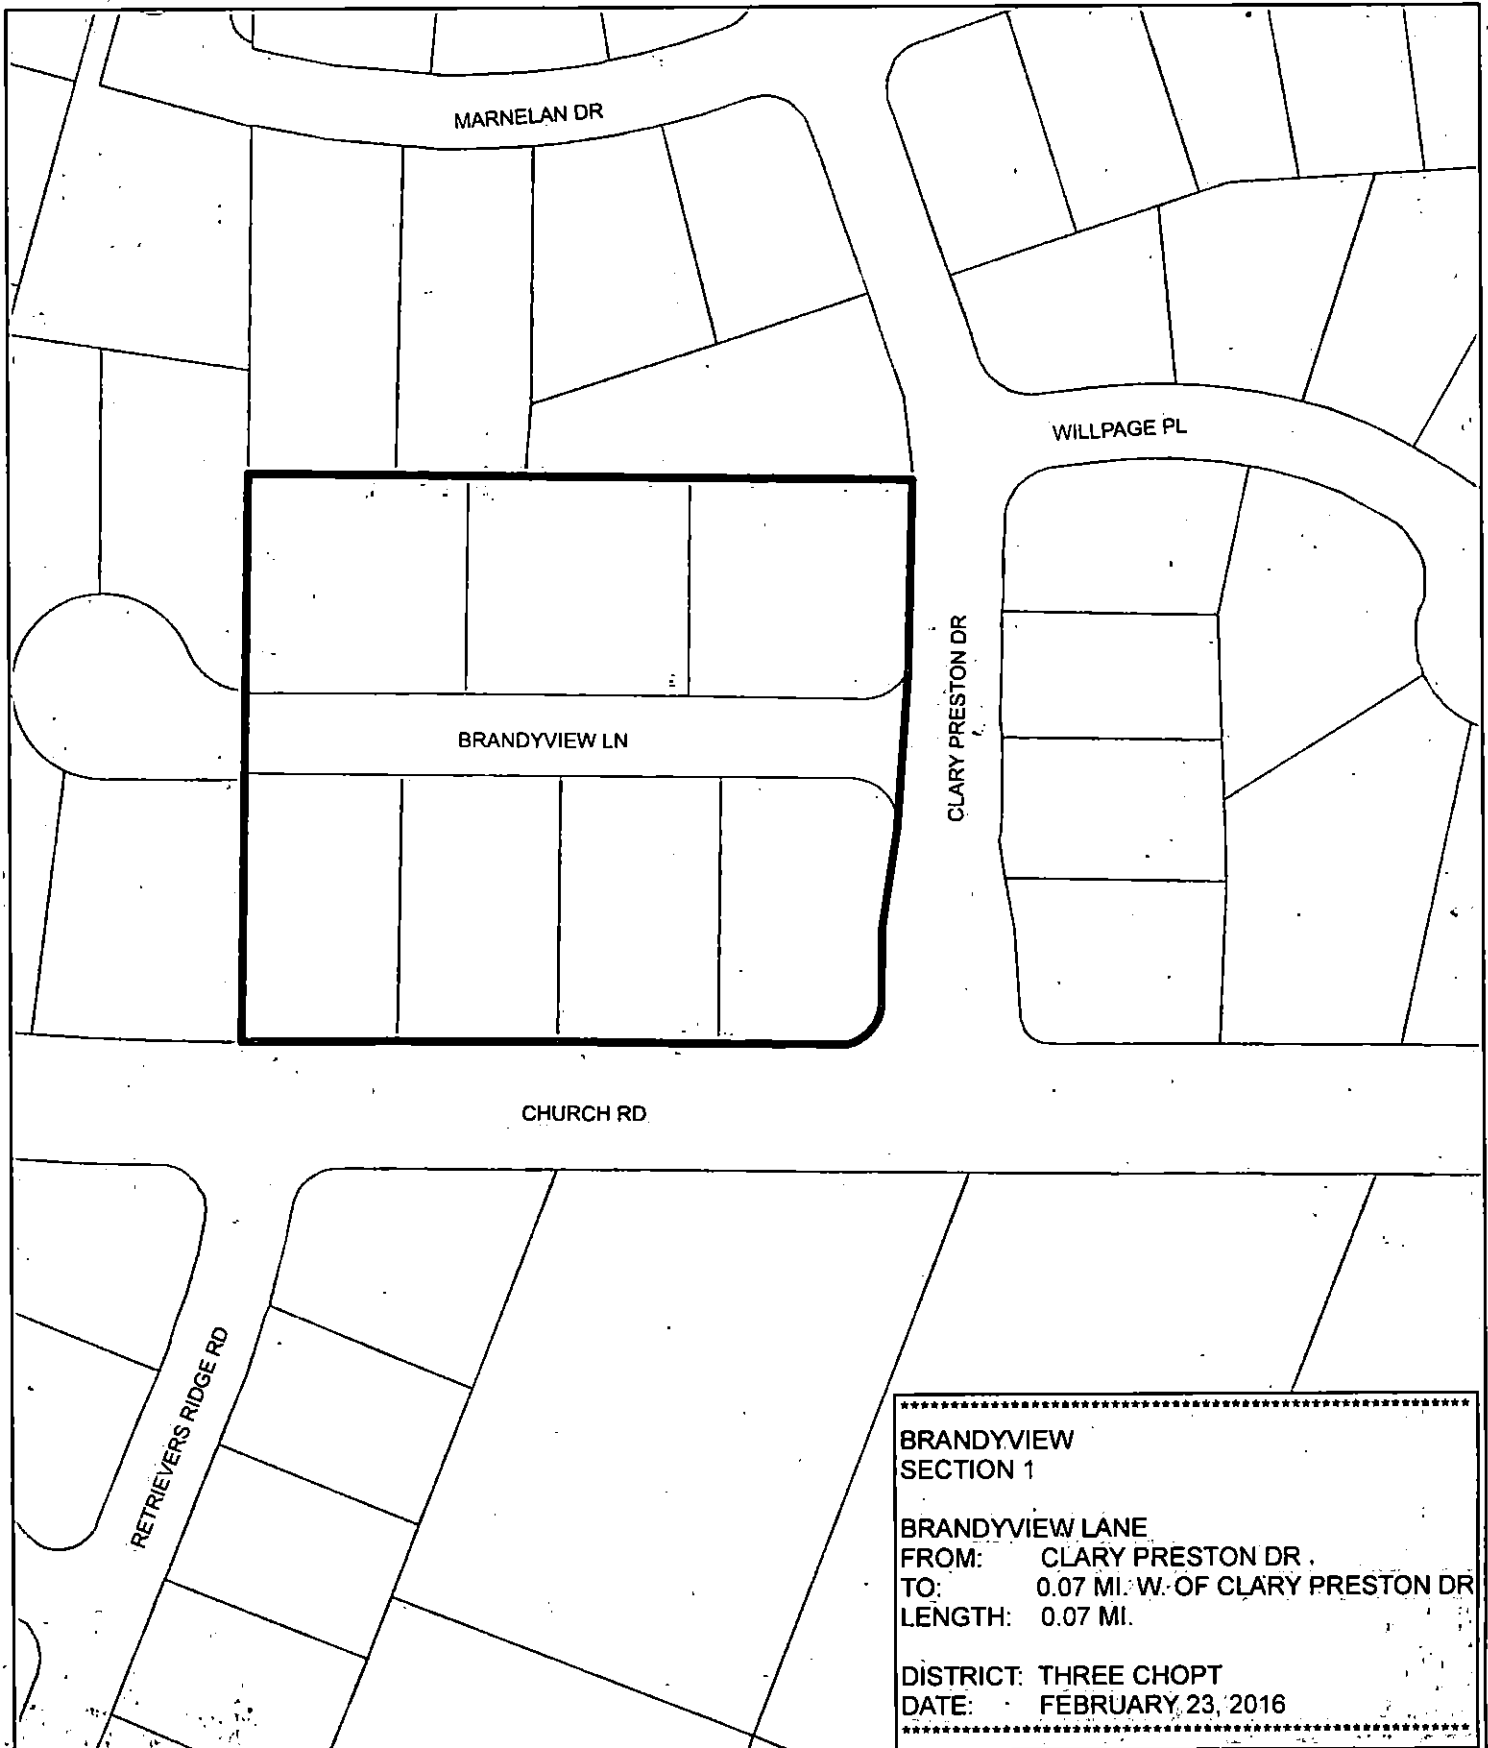 MARNELAN DR
WILLPAGE PL
CLARY PRESTON DR
BRANDYVIEW LN
CHURCH RD
RETRIEVERS RIDGE RD
BRANDYVIEW
SECTION 1
BRANDYVIEW LANE
FROM: CLARY PRESTON DR
TO: 0.07 MI. W. OF CLARY PRESTON DR
LENGTH: 0.07 MI.
DISTRICT: THREE CHOPT
DATE: FEBRUARY 23, 2016